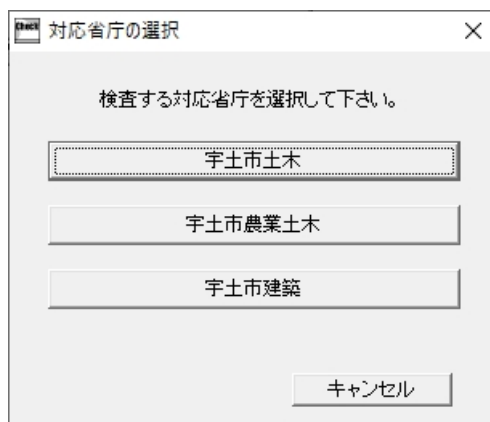 Check 対応省庁の選択
検査する対応省庁を選択して下さい。
宇土市土木
宇土市農業土木
宇土市建築
キャンセル